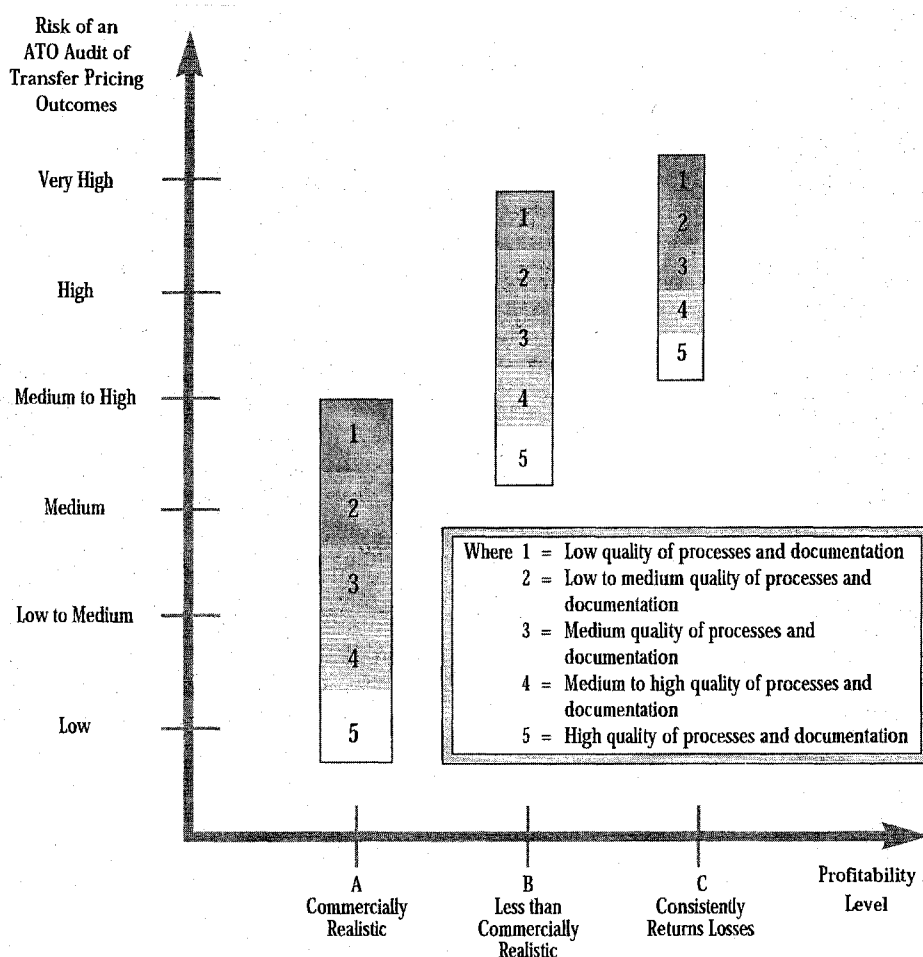 Risk of an
ATO Audit of
Transfer Pricing
Outcomes
Very High
High
Medium to High
Medium
Low to Medium
Low
1
2
3
4
5
1
2
3
4
5
1
2
3
4
5
Where 1 = Low quality of processes and documentation
2 = Low to medium quality of processes and
documentation
3 = Medium quality of processes and
documentation
4 = Medium to high quality of processes and
documentation
5 = High quality of processes and documentation
A
Commercially
Realistic
B
Less than
Commercially
Realistic
C
Consistently
Returns Losses
Profitability
Level